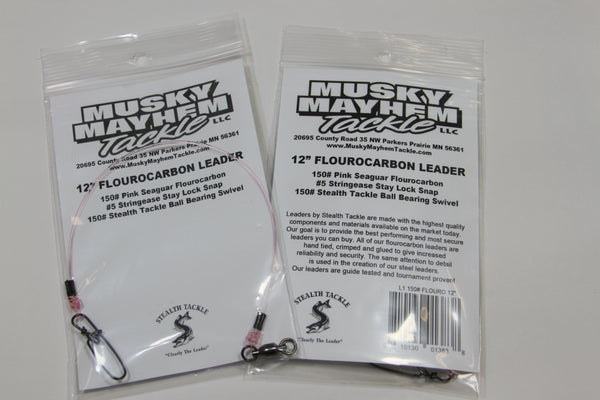 MUSKY
MAYHEM
Tackle LLC
20695 County Road 35 NW Parkers Prairie MN 56361
www.MuskyMayhemTackle.com
12" FLOUROCARBON LEADER
150# Pink Seaguar Flourocarbon
#5 Stringease Stay Lock Snap
150# Stealth Tackle Ball Bearing Swivel
STEALTH TACKLE
"Clearly The Leader"
MUSKY
MAYHEM
Tackle LLC
20695 County Road 35 NW Parkers Prairie MN 56361
www.MuskyMayhemTackle.com
12" FLOUROCARBON LEADER
150# Pink Seaguar Flourocarbon
#5 Stringease Stay Lock Snap
150# Stealth Tackle Ball Bearing Swivel
Leaders by Stealth Tackle are made with the highest quality
components and materials available on the market today.
Our goal is to provide the best performing and most secure
leaders you can buy. All of our flourocarbon leaders are
hand tied, crimped and glued to give increased
reliability and security. The same attention to detail
is used in the creation of our steel leaders.
Our leaders are guide tested and tournament proven!
L1 150# FLOURO 12"
STEALTH TACKLE
"Clearly The Leader"